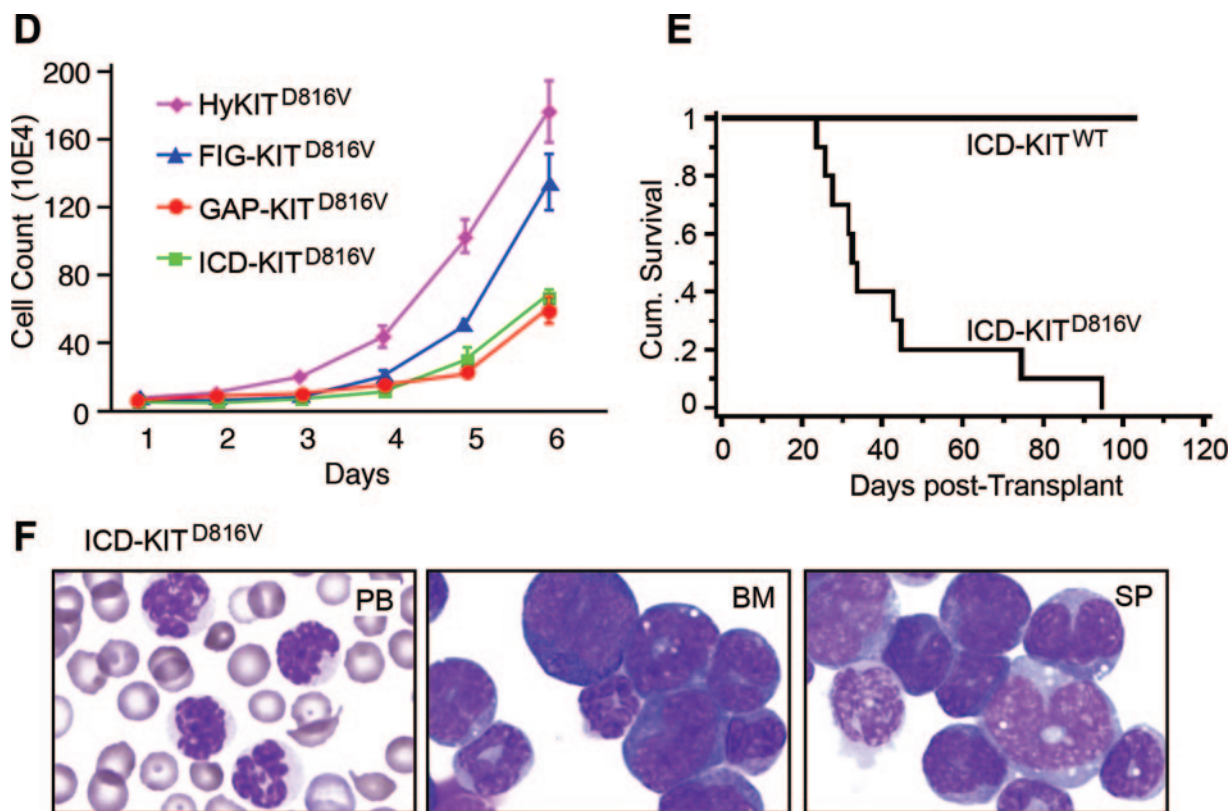 D
200
160
120
80
40
0
Cell Count (10E4)
HyKIT^D816V
FIG-KIT^D816V
GAP-KIT^D816V
ICD-KIT^D816V
1 2 3 4 5 6
Days
E
1
.8
.6
.4
.2
0
Cum. Survival
ICD-KIT^WT
ICD-KIT^D816V
0 20 40 60 80 100 120
Days post-Transplant
F
ICD-KIT^D816V
PB
BM
SP